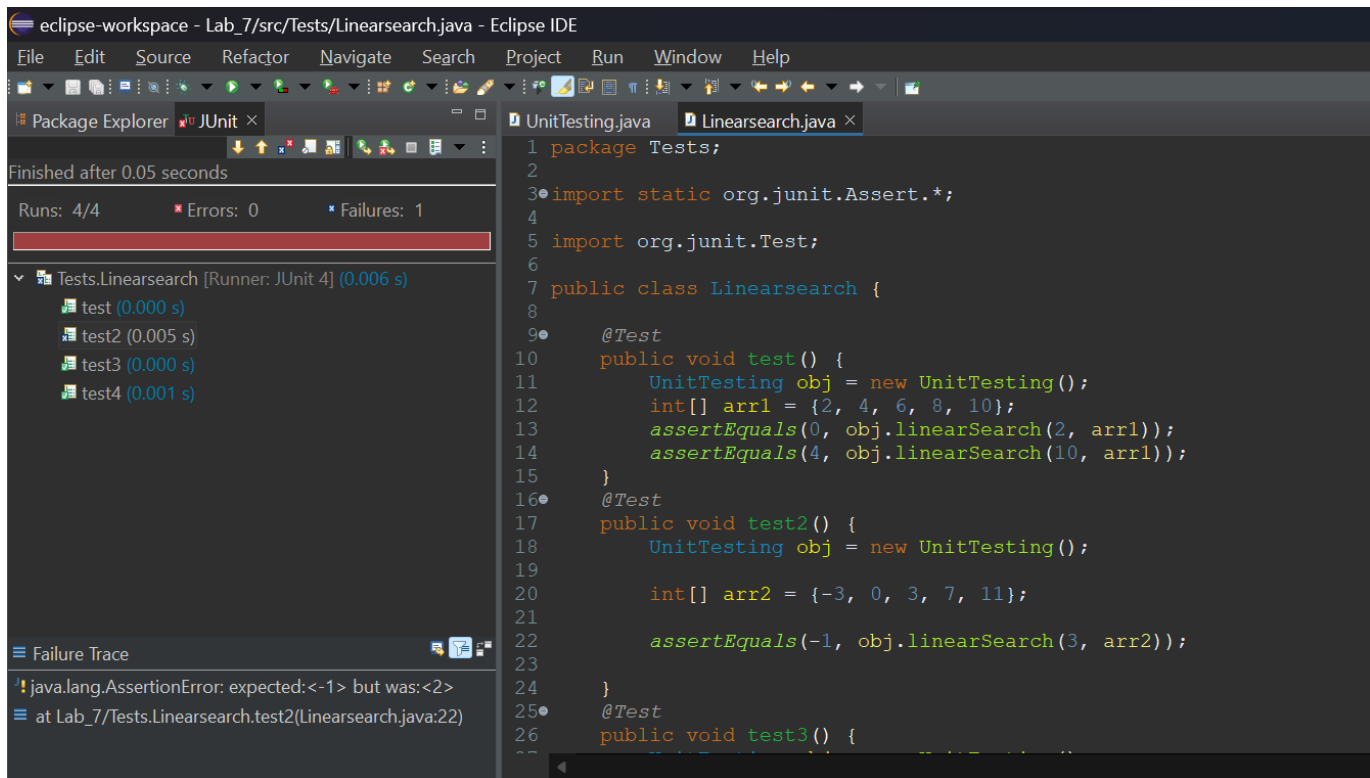 eclipse-workspace - Lab_7/src/Tests/Linearsearch.java - Eclipse IDE
File Edit Source Refactor Navigate Search Project Run Window Help
Package Explorer JUnit
Finished after 0.05 seconds
Runs: 4/4 Errors: 0 Failures: 1
Tests.Linearsearch [Runner: JUnit 4] (0.006 s)
test (0.000 s)
test2 (0.005 s)
test3 (0.000 s)
test4 (0.001 s)
Failure Trace
java.lang.AssertionError: expected:<-1> but was:<2>
at Lab_7/Tests.Linearsearch.test2(Linearsearch.java:22)
UnitTesting.java Linearsearch.java
1 package Tests;
2
3 import static org.junit.Assert.*;
4
5 import org.junit.Test;
6
7 public class Linearsearch {
8
9 @Test
10 public void test() {
11 UnitTesting obj = new UnitTesting();
12 int[] arr1 = {2, 4, 6, 8, 10};
13 assertEquals(0, obj.linearSearch(2, arr1));
14 assertEquals(4, obj.linearSearch(10, arr1));
15 }
16 @Test
17 public void test2() {
18 UnitTesting obj = new UnitTesting();
19
20 int[] arr2 = {-3, 0, 3, 7, 11};
21
22 assertEquals(-1, obj.linearSearch(3, arr2));
23
24 }
25 @Test
26 public void test3() {